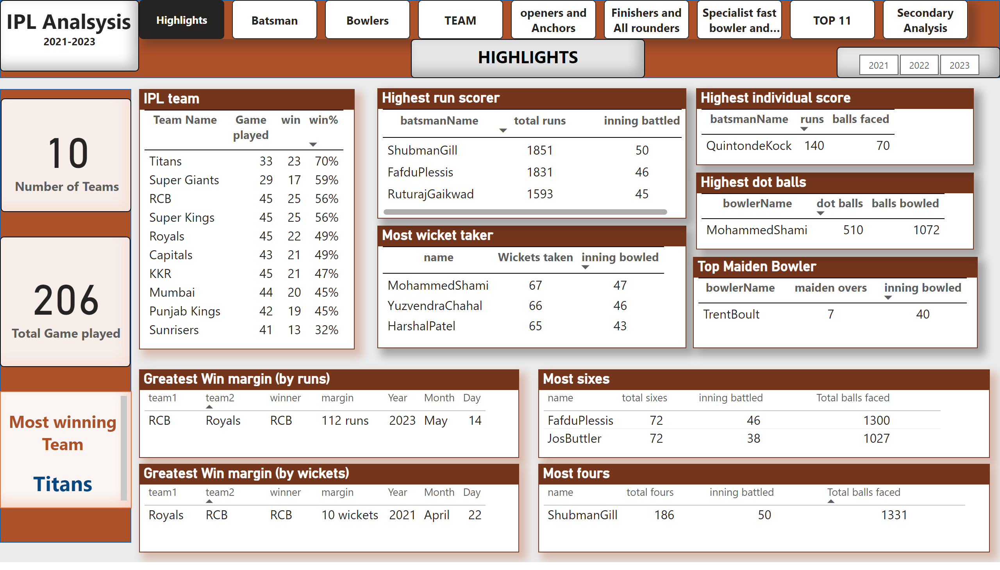 IPL Analsysis
2021-2023
Highlights
Batsman
Bowlers
TEAM
openers and
Anchors
Finishers and
All rounders
Specialist fast
bowler and...
TOP 11
Secondary
Analysis
HIGHLIGHTS
2021 2022 2023
10
Number of Teams
206
Total Game played
Most winning
Team
Titans
IPL team
Team Name Game win win%
played
Titans 33 23 70%
Super Giants 29 17 59%
RCB 45 25 56%
Super Kings 45 25 56%
Royals 45 22 49%
Capitals 43 21 49%
KKR 45 21 47%
Mumbai 44 20 45%
Punjab Kings 42 19 45%
Sunrisers 41 13 32%
Highest run scorer
batsmanName total runs inning battled
ShubmanGill 1851 50
FafduPlessis 1831 46
RuturajGaikwad 1593 45
Most wicket taker
name Wickets taken inning bowled
MohammedShami 67 47
YuzvendraChahal 66 46
HarshalPatel 65 43
Highest individual score
batsmanName runs balls faced
QuintondeKock 140 70
Highest dot balls
bowlerName dot balls balls bowled
MohammedShami 510 1072
Top Maiden Bowler
bowlerName maiden overs inning bowled
TrentBoult 7 40
Greatest Win margin (by runs)
team1 team2 winner margin Year Month Day
RCB Royals RCB 112 runs 2023 May 14
Greatest Win margin (by wickets)
team1 team2 winner margin Year Month Day
Royals RCB RCB 10 wickets 2021 April 22
Most sixes
name total sixes inning battled Total balls faced
FafduPlessis 72 46 1300
JosButtler 72 38 1027
Most fours
name total fours inning battled Total balls faced
ShubmanGill 186 50 1331